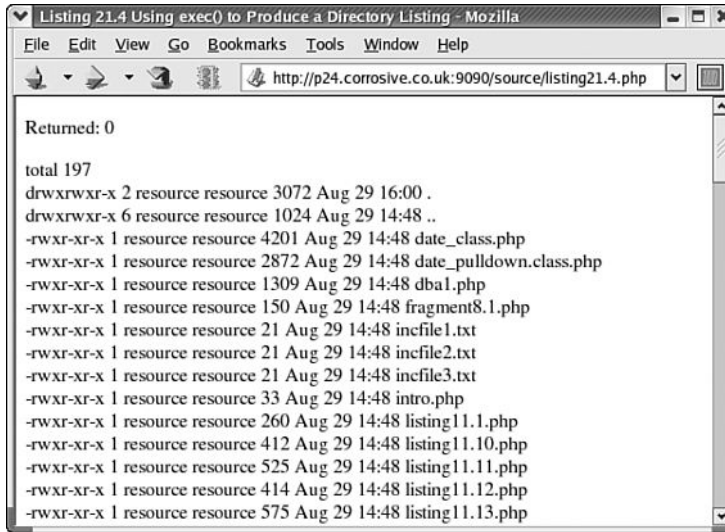 Listing 21.4 Using exec() to Produce a Directory Listing - Mozilla
File Edit View Go Bookmarks Tools Window Help
http://p24.corrosive.co.uk:9090/source/listing21.4.php
Returned: 0
total 197
drwxrwxr-x 2 resource resource 3072 Aug 29 16:00 .
drwxrwxr-x 6 resource resource 1024 Aug 29 14:48 ..
-rwxr-xr-x 1 resource resource 4201 Aug 29 14:48 date_class.php
-rwxr-xr-x 1 resource resource 2872 Aug 29 14:48 date_pulldown.class.php
-rwxr-xr-x 1 resource resource 1309 Aug 29 14:48 dba1.php
-rwxr-xr-x 1 resource resource 150 Aug 29 14:48 fragment8.1.php
-rwxr-xr-x 1 resource resource 21 Aug 29 14:48 incfile1.txt
-rwxr-xr-x 1 resource resource 21 Aug 29 14:48 incfile2.txt
-rwxr-xr-x 1 resource resource 21 Aug 29 14:48 incfile3.txt
-rwxr-xr-x 1 resource resource 33 Aug 29 14:48 intro.php
-rwxr-xr-x 1 resource resource 260 Aug 29 14:48 listing11.1.php
-rwxr-xr-x 1 resource resource 412 Aug 29 14:48 listing11.10.php
-rwxr-xr-x 1 resource resource 525 Aug 29 14:48 listing11.11.php
-rwxr-xr-x 1 resource resource 414 Aug 29 14:48 listing11.12.php
-rwxr-xr-x 1 resource resource 575 Aug 29 14:48 listing11.13.php